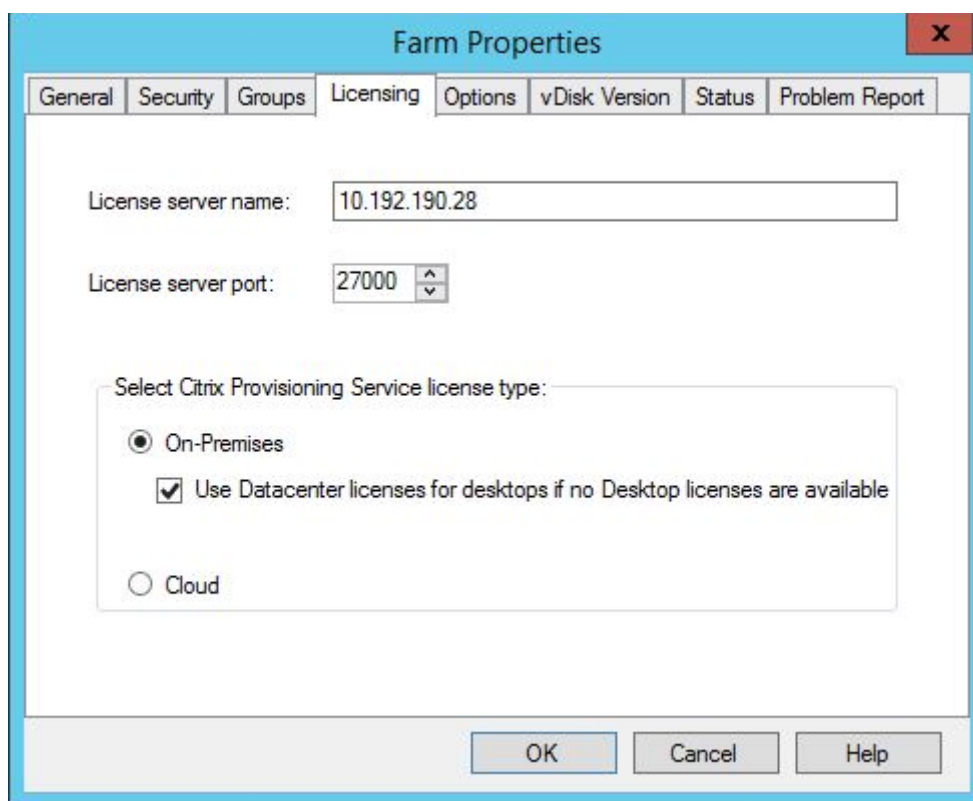 Farm Properties
x
General Security Groups Licensing Options vDisk Version Status Problem Report
License server name: 10.192.190.28
License server port: 27000
Select Citrix Provisioning Service license type:
On-Premises
Use Datacenter licenses for desktops if no Desktop licenses are available
Cloud
OK Cancel Help